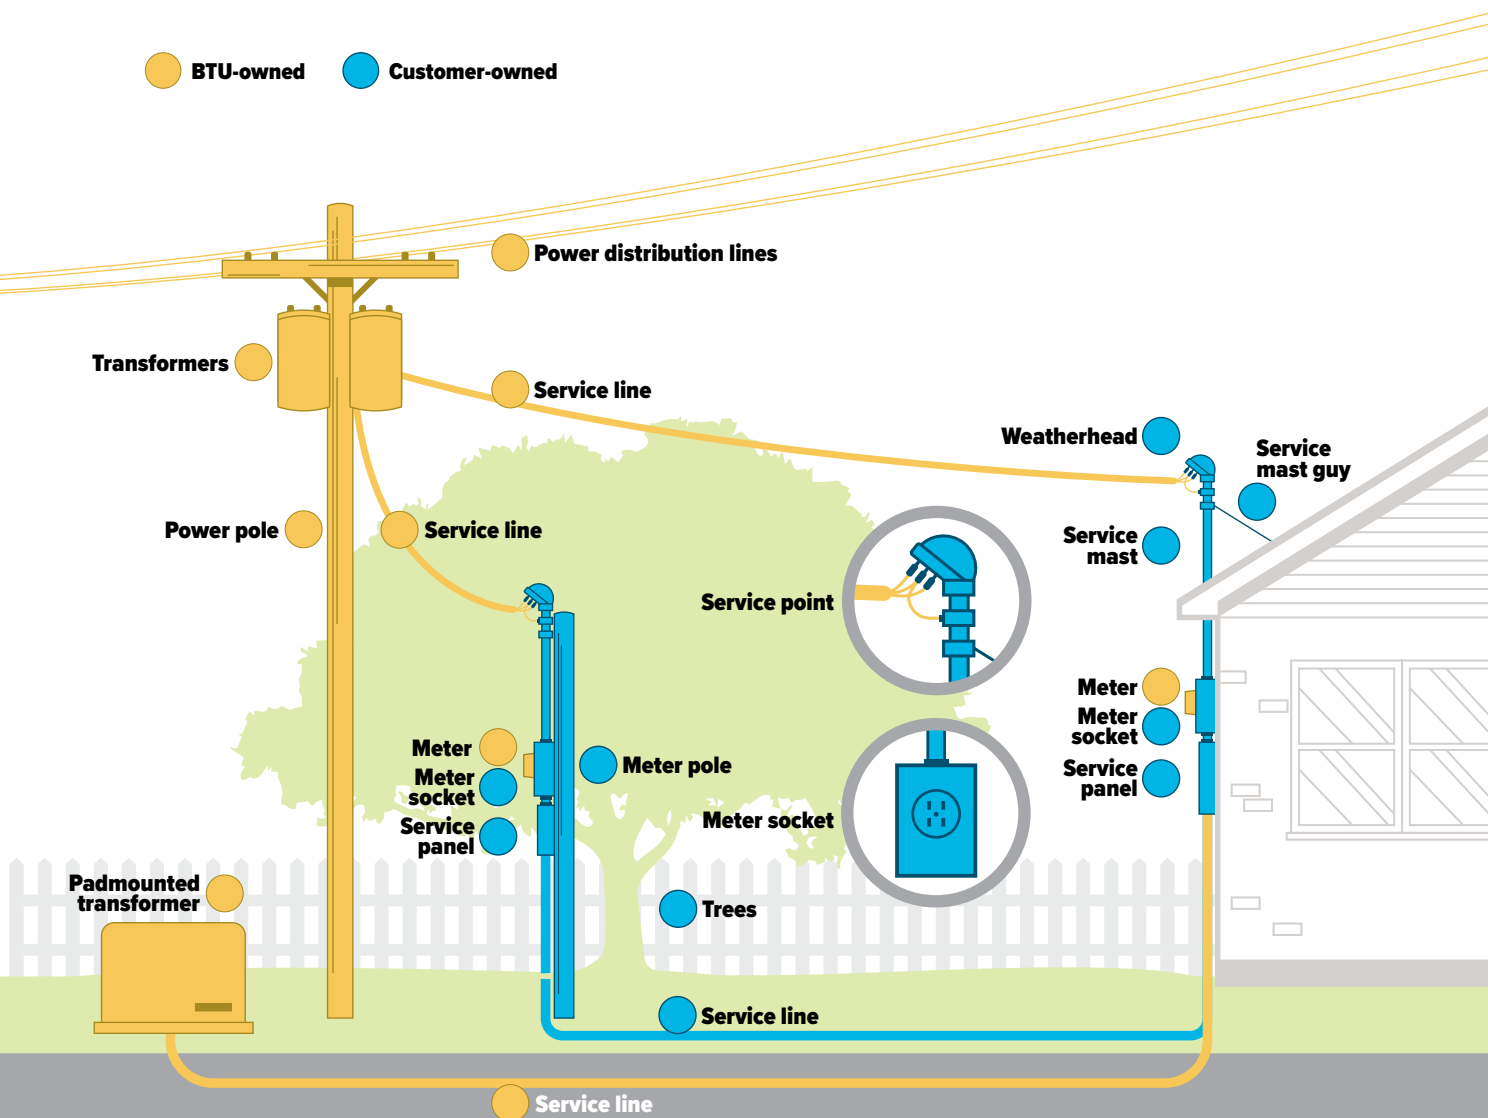 BTU-owned
Customer-owned
Power distribution lines
Transformers
Service line
Weatherhead
Service
mast guy
Power pole
Service line
Service
mast
Service point
Meter
Meter
socket
Service
panel
Meter
Meter
socket
Service
panel
Meter pole
Meter socket
Padmounted
transformer
Trees
Service line
Service line